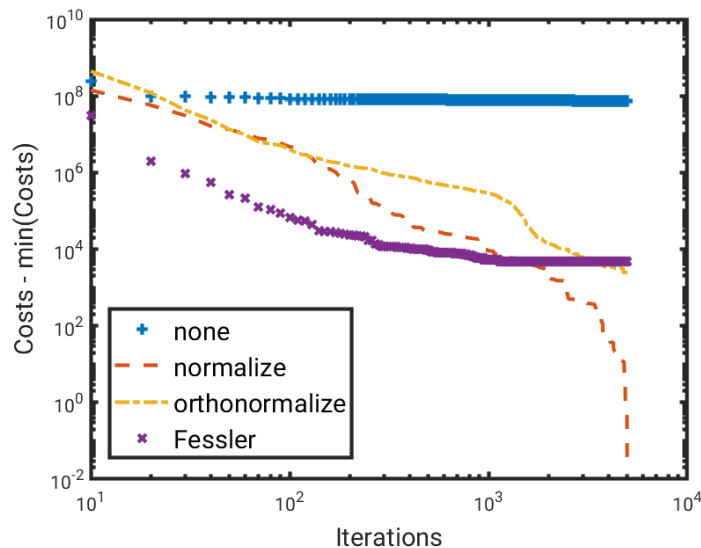 10^10
10^8
10^6
10^4
10^2
10^0
10^-2
Costs - min(Costs)
none
normalize
orthonormalize
Fessler
10^1 10^2 10^3 10^4
Iterations